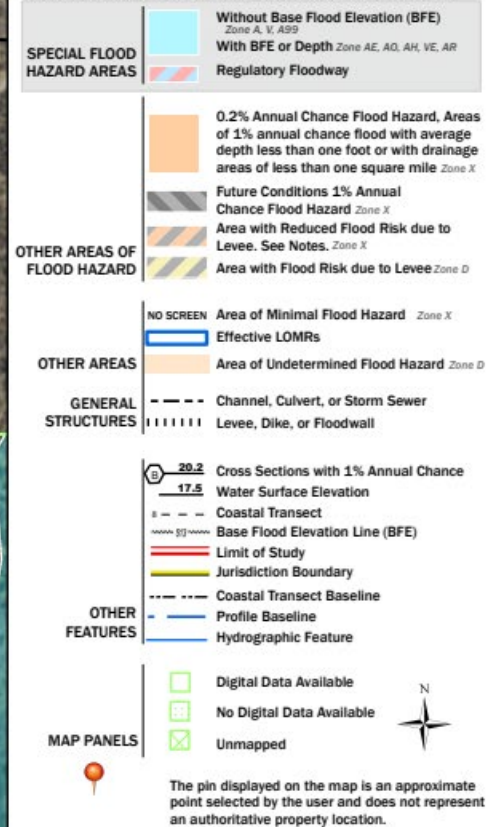 Without Base Flood Elevation (BFE)
Zone A, V, A99
With BFE or Depth Zone AE, AO, AH, VE, AR
SPECIAL FLOOD
HAZARD AREAS
Regulatory Floodway
0.2% Annual Chance Flood Hazard, Areas
of 1% annual chance flood with average
depth less than one foot or with drainage
areas of less than one square mile Zone X
Future Conditions 1% Annual
Chance Flood Hazard Zone X
Area with Reduced Flood Risk due to
Levee. See Notes. Zone X
OTHER AREAS OF
FLOOD HAZARD
Area with Flood Risk due to Levee Zone D
NO SCREEN Area of Minimal Flood Hazard Zone X
Effective LOMRs
OTHER AREAS
Area of Undetermined Flood Hazard Zone D
GENERAL
STRUCTURES
Channel, Culvert, or Storm Sewer
Levee, Dike, or Floodwall
B 20.2 Cross Sections with 1% Annual Chance
17.5 Water Surface Elevation
8 Coastal Transect
513 Base Flood Elevation Line (BFE)
Limit of Study
Jurisdiction Boundary
Coastal Transect Baseline
OTHER
FEATURES
Profile Baseline
Hydrographic Feature
Digital Data Available
No Digital Data Available
MAP PANELS
Unmapped
N
The pin displayed on the map is an approximate
point selected by the user and does not represent
an authoritative property location.